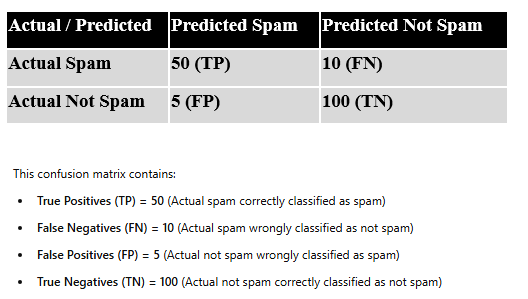 Actual / Predicted Predicted Spam Predicted Not Spam
Actual Spam 50 (TP) 10 (FN)
Actual Not Spam 5 (FP) 100 (TN)
This confusion matrix contains:
• True Positives (TP) = 50 (Actual spam correctly classified as spam)
• False Negatives (FN) = 10 (Actual spam wrongly classified as not spam)
• False Positives (FP) = 5 (Actual not spam wrongly classified as spam)
• True Negatives (TN) = 100 (Actual not spam correctly classified as not spam)